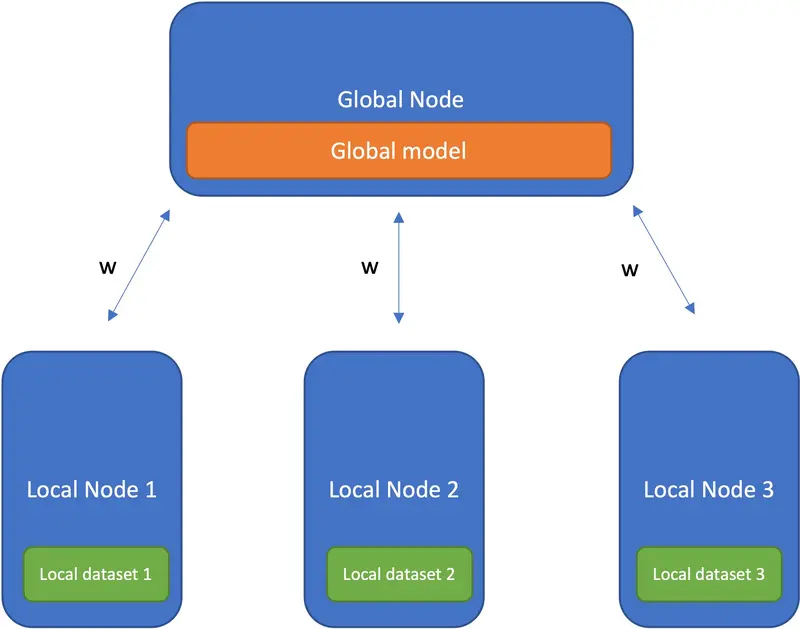 Global Node
Global model
w
w
w
Local Node 1
Local Node 2
Local Node 3
Local dataset 1
Local dataset 2
Local dataset 3